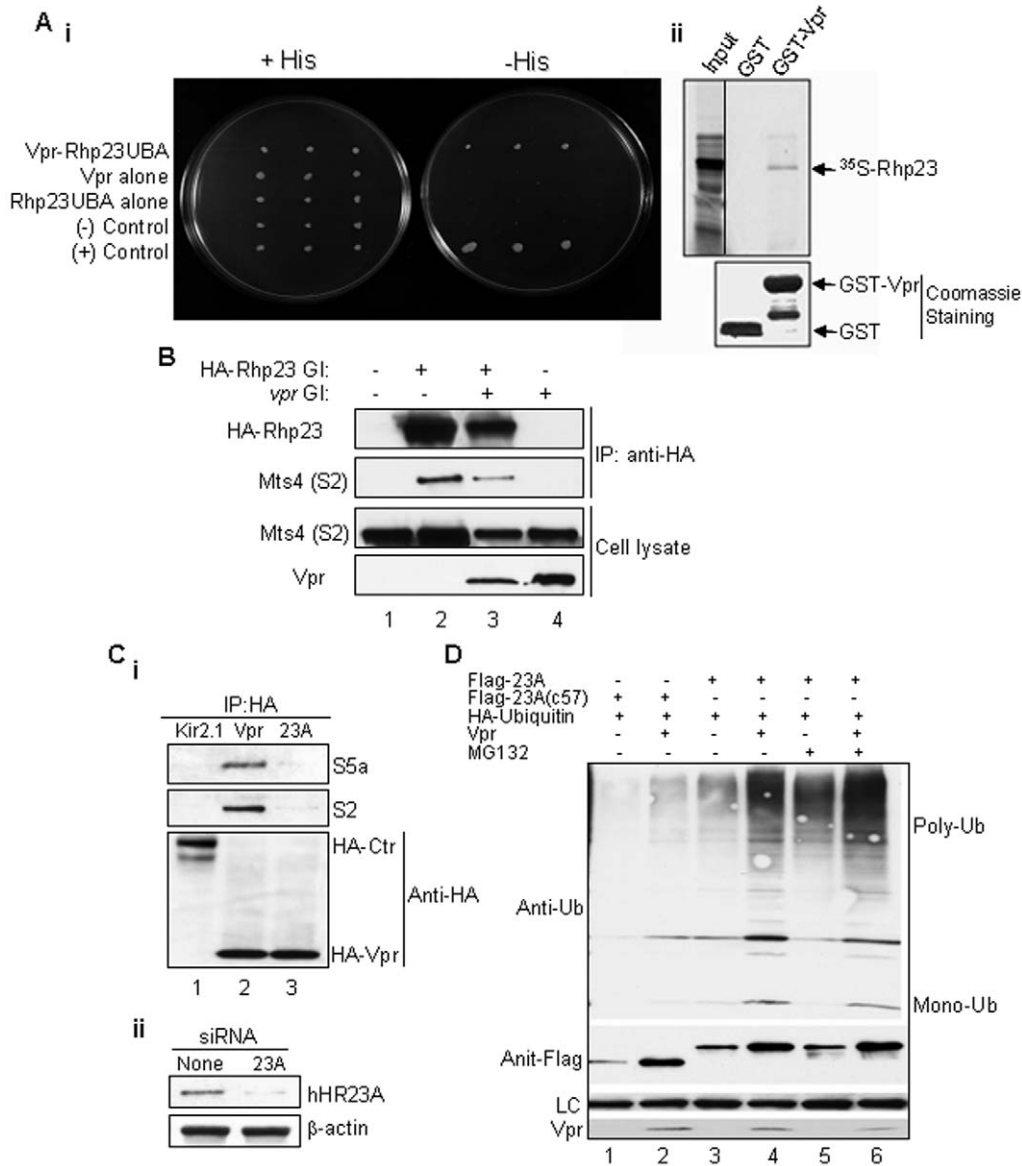 A
i
+ His
-His
Vpr-Rhp23UBA
Vpr alone
Rhp23UBA alone
(-) Control
(+) Control
ii
Input
GST
GST-Vpr
³⁵S-Rhp23
GST-Vpr
GST
Coomassie
Staining
B
HA-Rhp23 GI: - + + -
vpr GI: - - + +
HA-Rhp23
Mts4 (S2)
IP: anti-HA
Mts4 (S2)
Vpr
Cell lysate
1 2 3 4
C
i
IP:HA
Kir2.1 Vpr 23A
S5a
S2
HA-Ctr
Anti-HA
HA-Vpr
1 2 3
ii
siRNA
None 23A
hHR23A
β-actin
D
Flag-23A - - + + + +
Flag-23A(c57) + + - - - -
HA-Ubiquitin + + + + + +
Vpr - + - + - +
MG132 - - - - + +
Poly-Ub
Anti-Ub
Mono-Ub
Anit-Flag
LC
Vpr
1 2 3 4 5 6